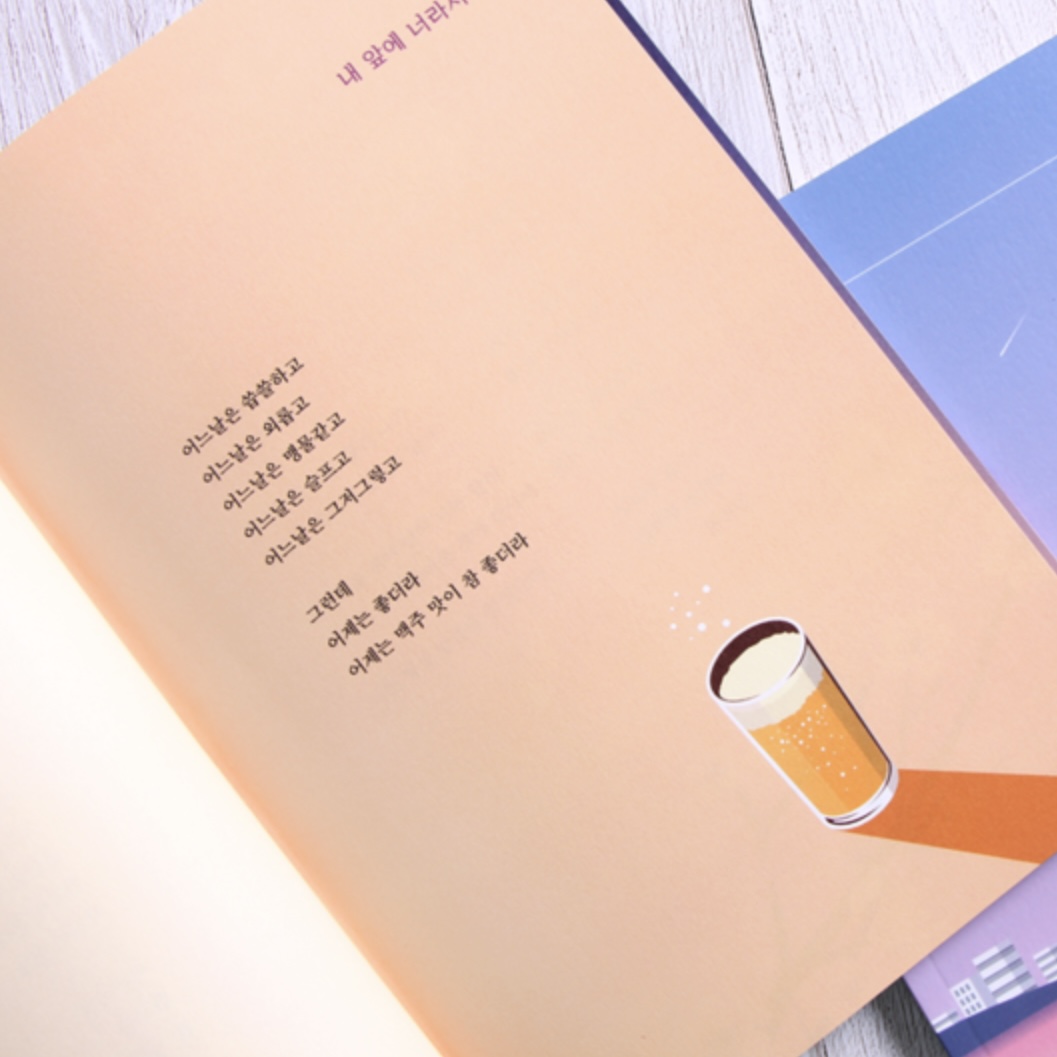 내 앞에 너라서
어느날은 씁쓸하고
어느날은 외롭고
어느날은 맹물같고
어느날은 슬프고
어느날은 그저그렇고
그런데
어제는 좋더라
어제는 맥주 맛이 참 좋더라